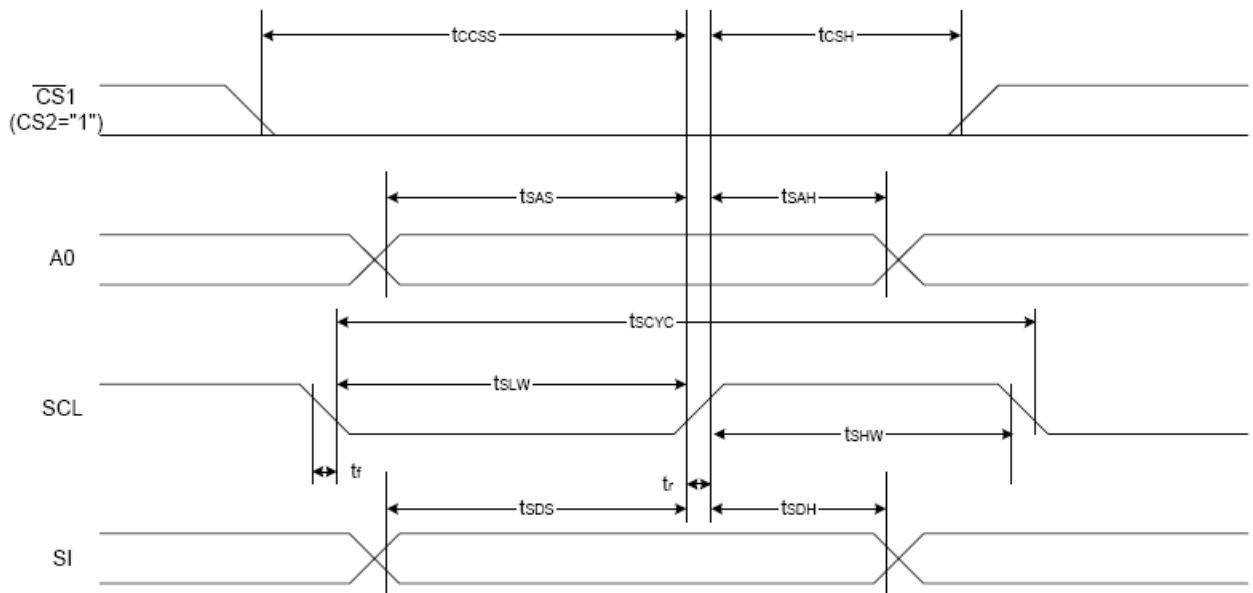 tCCSS
tCSH
CS1
(CS2="1")
tSAS
tSAH
A0
tSCYC
tSLW
SCL
tSHW
tf
tr
tSDS
tSDH
SI